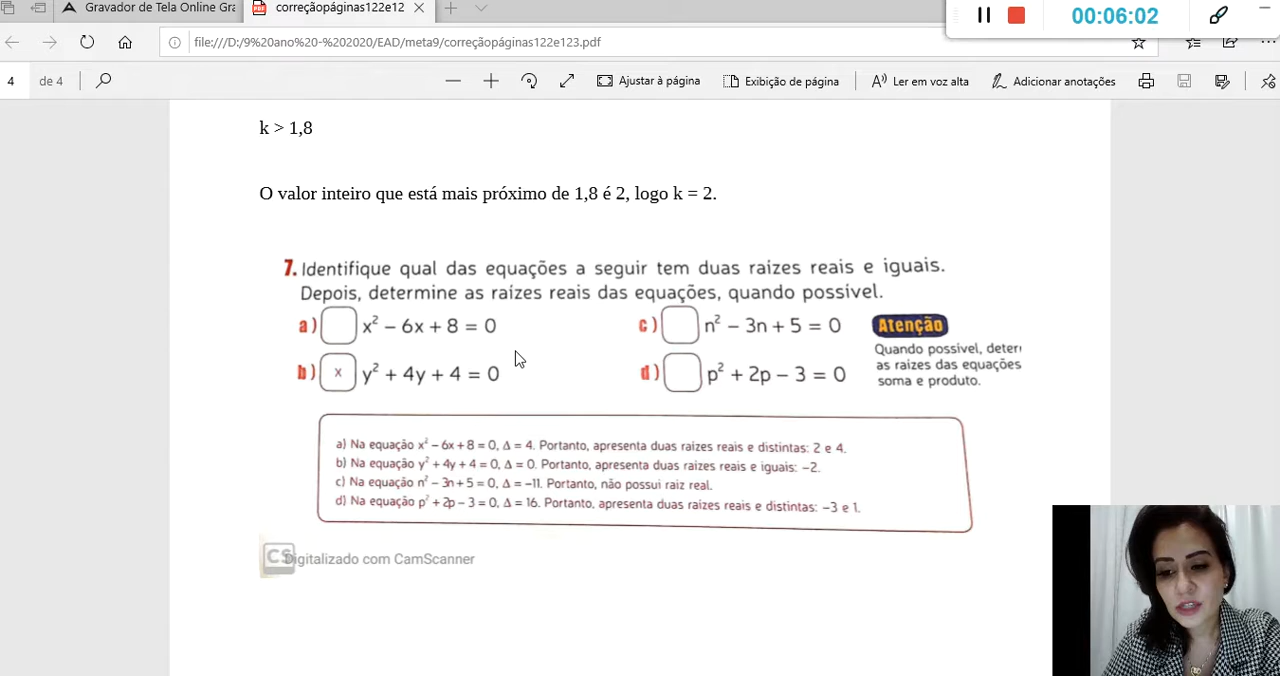 Gravador de Tela Online Gra
correçãopáginas122e12
00:06:02
file:///D:/9%20ano%20-%202020/EAD/meta9/correçãopáginas122e123.pdf
4 de 4
Ajustar à página
Exibição de página
Ler em voz alta
Adicionar anotações
k > 1,8
O valor inteiro que está mais próximo de 1,8 é 2, logo k = 2.
7. Identifique qual das equações a seguir tem duas raízes reais e iguais.
Depois, determine as raízes reais das equações, quando possível.
a) x² – 6x + 8 = 0
b) x y² + 4y + 4 = 0
c) n² – 3n + 5 = 0
d) p² + 2p – 3 = 0
Atenção
Quando possível, deter
as raízes das equações
soma e produto.
a) Na equação x² – 6x + 8 = 0, Δ = 4. Portanto, apresenta duas raízes reais e distintas: 2 e 4.
b) Na equação y² + 4y + 4 = 0, Δ = 0. Portanto, apresenta duas raízes reais e iguais: –2.
c) Na equação n² – 3n + 5 = 0, Δ = –11. Portanto, não possui raiz real.
d) Na equação p² + 2p – 3 = 0, Δ = 16. Portanto, apresenta duas raízes reais e distintas: –3 e 1.
CS Digitalizado com CamScanner